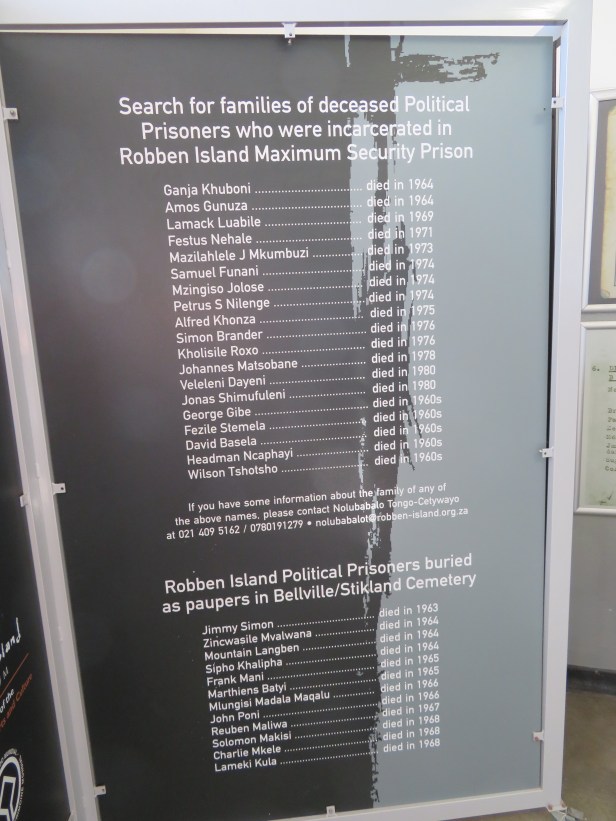 Search for families of deceased Political
Prisoners who were incarcerated in
Robben Island Maximum Security Prison
Ganja Khuboni ................................ died in 1964
Amos Gunuza ................................ died in 1964
Lamack Luabile ................................ died in 1969
Festus Nehale ................................ died in 1971
Mazilahlele J Mkumbuzi ................ died in 1973
Samuel Funani ................................ died in 1974
Mzingiso Jolose ................................ died in 1974
Petrus S Nilenge ................................ died in 1974
Alfred Khonza ................................ died in 1975
Simon Brander ................................ died in 1976
Kholisile Roxo ................................ died in 1976
Johannes Matsobane ...................... died in 1978
Veleleni Dayeni ................................ died in 1980
Jonas Shimufuleni .......................... died in 1980
George Gibe ................................ died in 1960s
Fezile Stemela ................................ died in 1960s
David Basela ................................ died in 1960s
Headman Ncaphayi ........................ died in 1960s
Wilson Tshotsho ............................ died in 1960s
If you have some information about the family of any of
the above names, please contact Nolubabalo Tongo-Cetywayo
at 021 409 5162 / 0780191279 • nolubabalot@robben-island.org.za
Robben Island Political Prisoners buried
as paupers in Bellville/Stikland Cemetery
Jimmy Simon ................................ died in 1963
Zincwasile Mvalwana .................... died in 1964
Mountain Langben ........................ died in 1964
Sipho Khalipha ............................ died in 1964
Frank Mani ................................ died in 1965
Marthiens Batyi ............................ died in 1965
Mlungisi Madala Maqalu .............. died in 1966
John Poni ................................ died in 1966
Reuben Maliwa ............................ died in 1967
Solomon Makisi ............................ died in 1968
Charlie Mkele ............................ died in 1968
Lameki Kula ................................ died in 1968